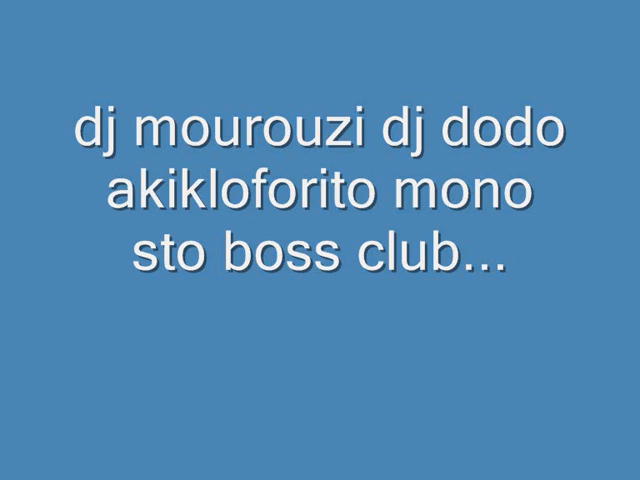 dj mourouzi dj dodo
akikloforito mono
sto boss club...